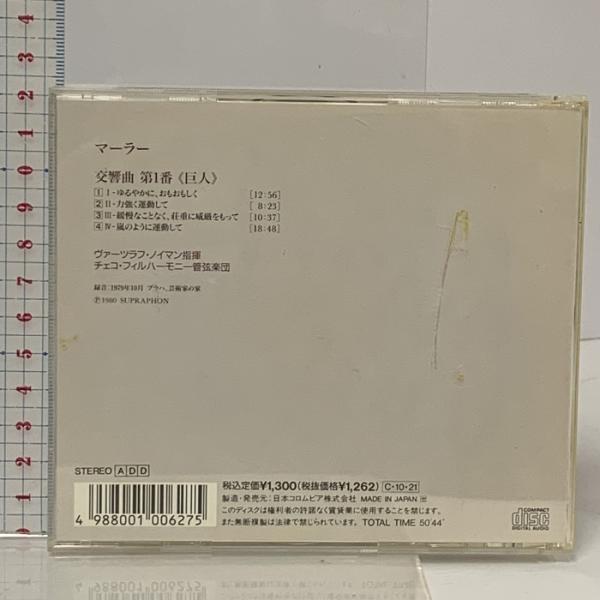 マーラー
交響曲 第1番《巨人》
1 I-ゆるやかに、おもおもしく [12:56]
2 II-力強く運動して [ 8:23]
3 III-緩慢なことなく、荘重に威厳をもって [10:37]
4 IV-嵐のように運動して [18:48]
ヴァーツラフ・ノイマン指揮
チェコ・フィルハーモニー管弦楽団
録音:1979年10月 プラハ、芸術家の家
Ⓟ1980 SUPRAPHON
STEREO ADD
税込定価¥1,300(税抜価格¥1,262) C・10・21
製造・発売元:日本コロムビア株式会社 MADE IN JAPAN
このディスクは権利者の許諾なく賃貸業に使用することを禁じます。
また無断複製は法律で禁じられています。 TOTAL TIME 50'44"
4 988001 006275
COMPACT
disc
DIGITAL AUDIO